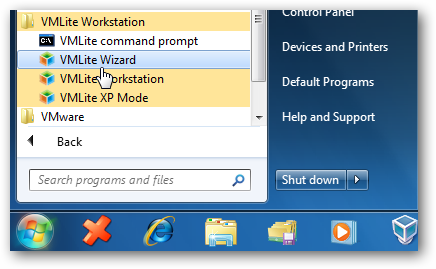 VMLite Workstation
VMLite command prompt
VMLite Wizard
VMLite Workstation
VMLite XP Mode
VMware
Back
Search programs and files
Control Panel
Devices and Printers
Default Programs
Help and Support
Shut down